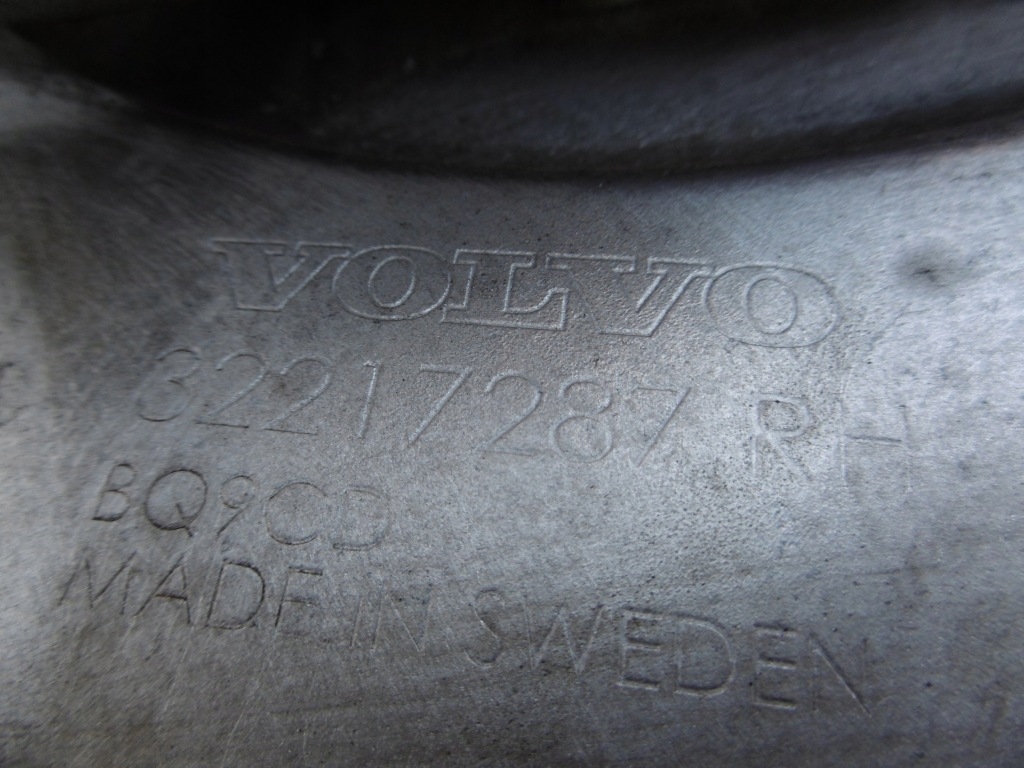 VOLVO
32217287 RH
BQ9CD
MADE IN SWEDEN